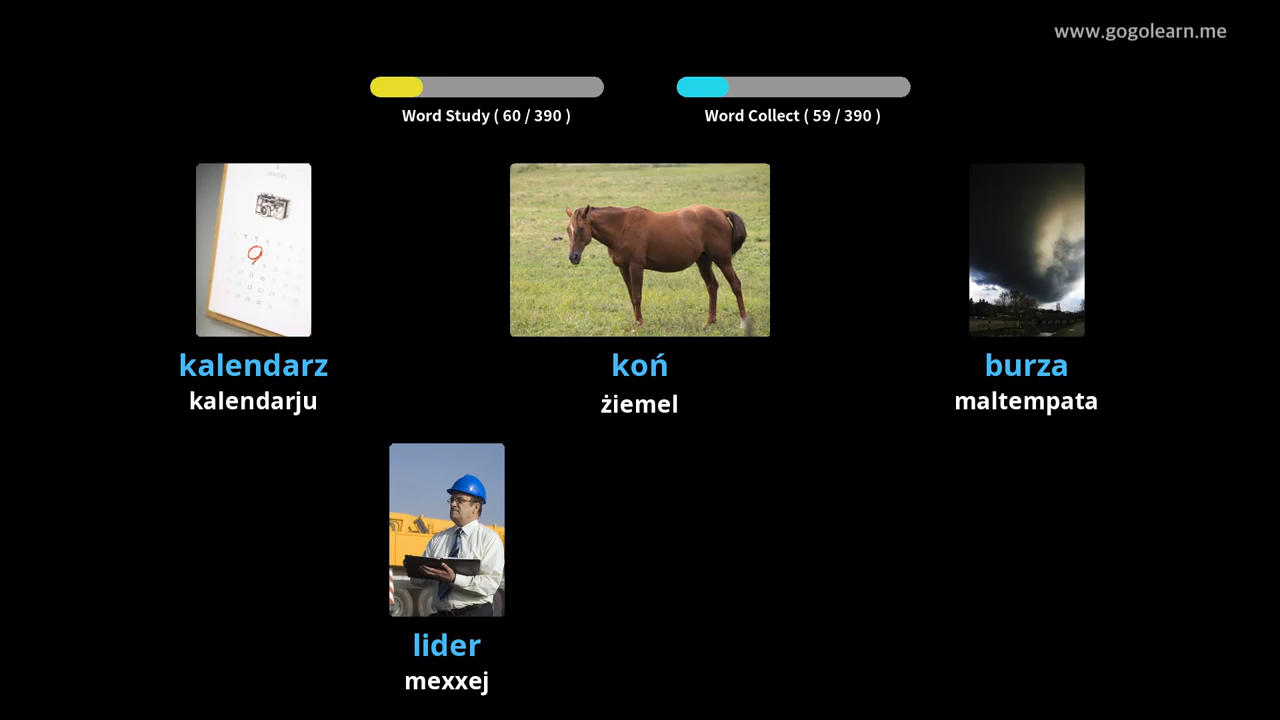 www.gogolearn.me
Word Study ( 60 / 390 )
Word Collect ( 59 / 390 )
kalendarz
kalendarju
koń
żiemel
burza
maltempata
lider
mexxej